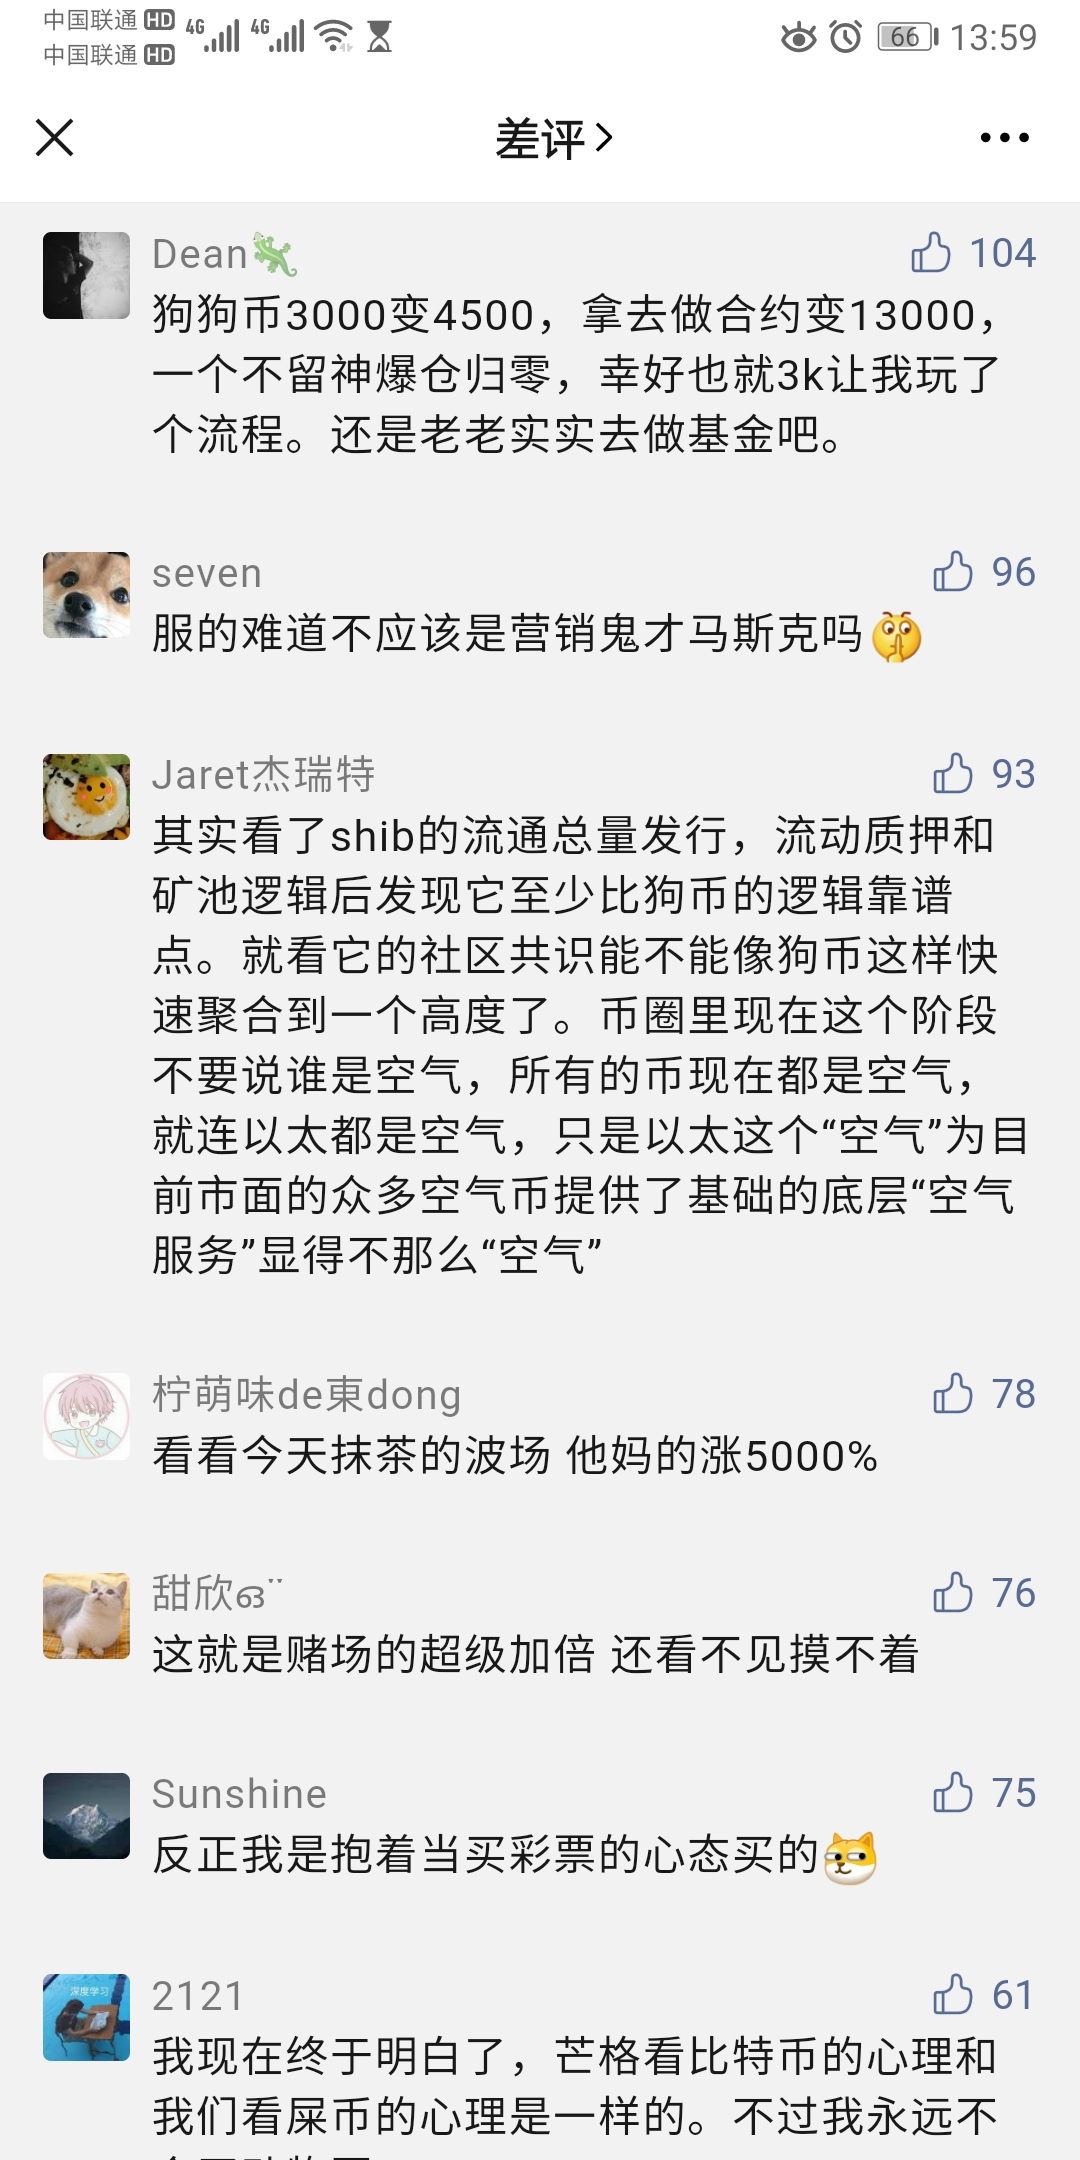 中国联通 HD 4G 4G 66 13:59
中国联通 HD
差评
Dean 104
狗狗币3000变4500，拿去做合约变13000，
一个不留神爆仓归零，幸好也就3k让我玩了
个流程。还是老老实实去做基金吧。
seven 96
服的难道不应该是营销鬼才马斯克吗
Jaret杰瑞特 93
其实看了shib的流通总量发行，流动质押和
矿池逻辑后发现它至少比狗币的逻辑靠谱
点。就看它的社区共识能不能像狗币这样快
速聚合到一个高度了。币圈里现在这个阶段
不要说谁是空气，所有的币现在都是空气，
就连以太都是空气，只是以太这个“空气”为目
前市面的众多空气币提供了基础的底层“空气
服务”显得不那么“空气”
柠萌味de東dong 78
看看今天抹茶的波场 他妈的涨5000%
甜欣ଓ¨ 76
这就是赌场的超级加倍 还看不见摸不着
Sunshine 75
反正我是抱着当买彩票的心态买的
深度学习
2121 61
我现在终于明白了，芒格看比特币的心理和
我们看屎币的心理是一样的。不过我永远不